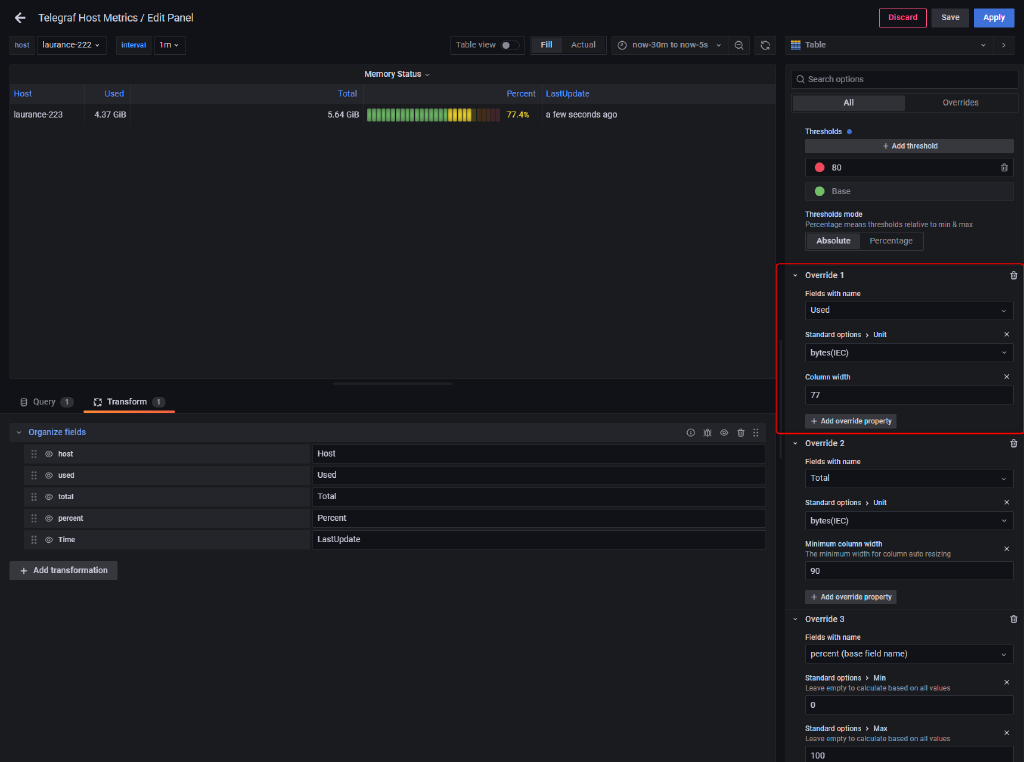 Telegraf Host Metrics / Edit Panel
Discard
Save
Apply
host
laurance-222
interval
1m
Table view
Fill
Actual
now-30m to now-5s
Table
Memory Status
Host
Used
Total
Percent
LastUpdate
laurance-223
4.37 GiB
5.64 GiB
77.4%
a few seconds ago
Query 1
Transform 1
Organize fields
host
Host
used
Used
total
Total
percent
Percent
Time
LastUpdate
+ Add transformation
Search options
All
Overrides
Thresholds
+ Add threshold
80
Base
Thresholds mode
Percentage means thresholds relative to min & max
Absolute
Percentage
Override 1
Fields with name
Used
Standard options > Unit
bytes(IEC)
Column width
77
+ Add override property
Override 2
Fields with name
Total
Standard options > Unit
bytes(IEC)
Minimum column width
The minimum width for column auto resizing
90
+ Add override property
Override 3
Fields with name
percent (base field name)
Standard options > Min
Leave empty to calculate based on all values
0
Standard options > Max
Leave empty to calculate based on all values
100